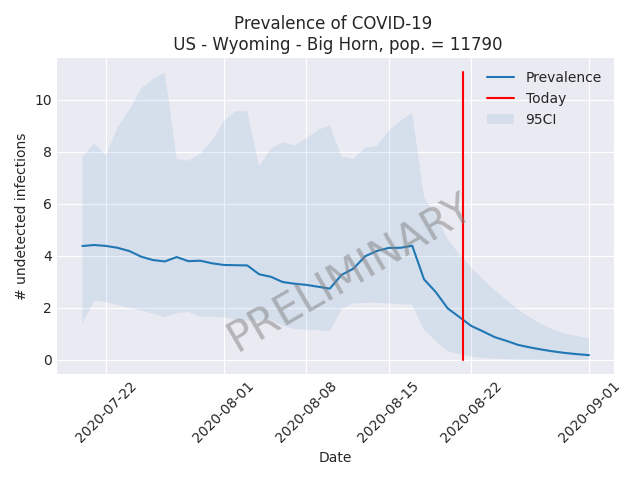 Prevalence of COVID-19
US - Wyoming - Big Horn, pop. = 11790
Prevalence
Today
95CI
10
8
6
4
2
0
# undetected infections
PRELIMINARY
2020-07-22
2020-08-01
2020-08-08
2020-08-15
2020-08-22
2020-09-01
Date